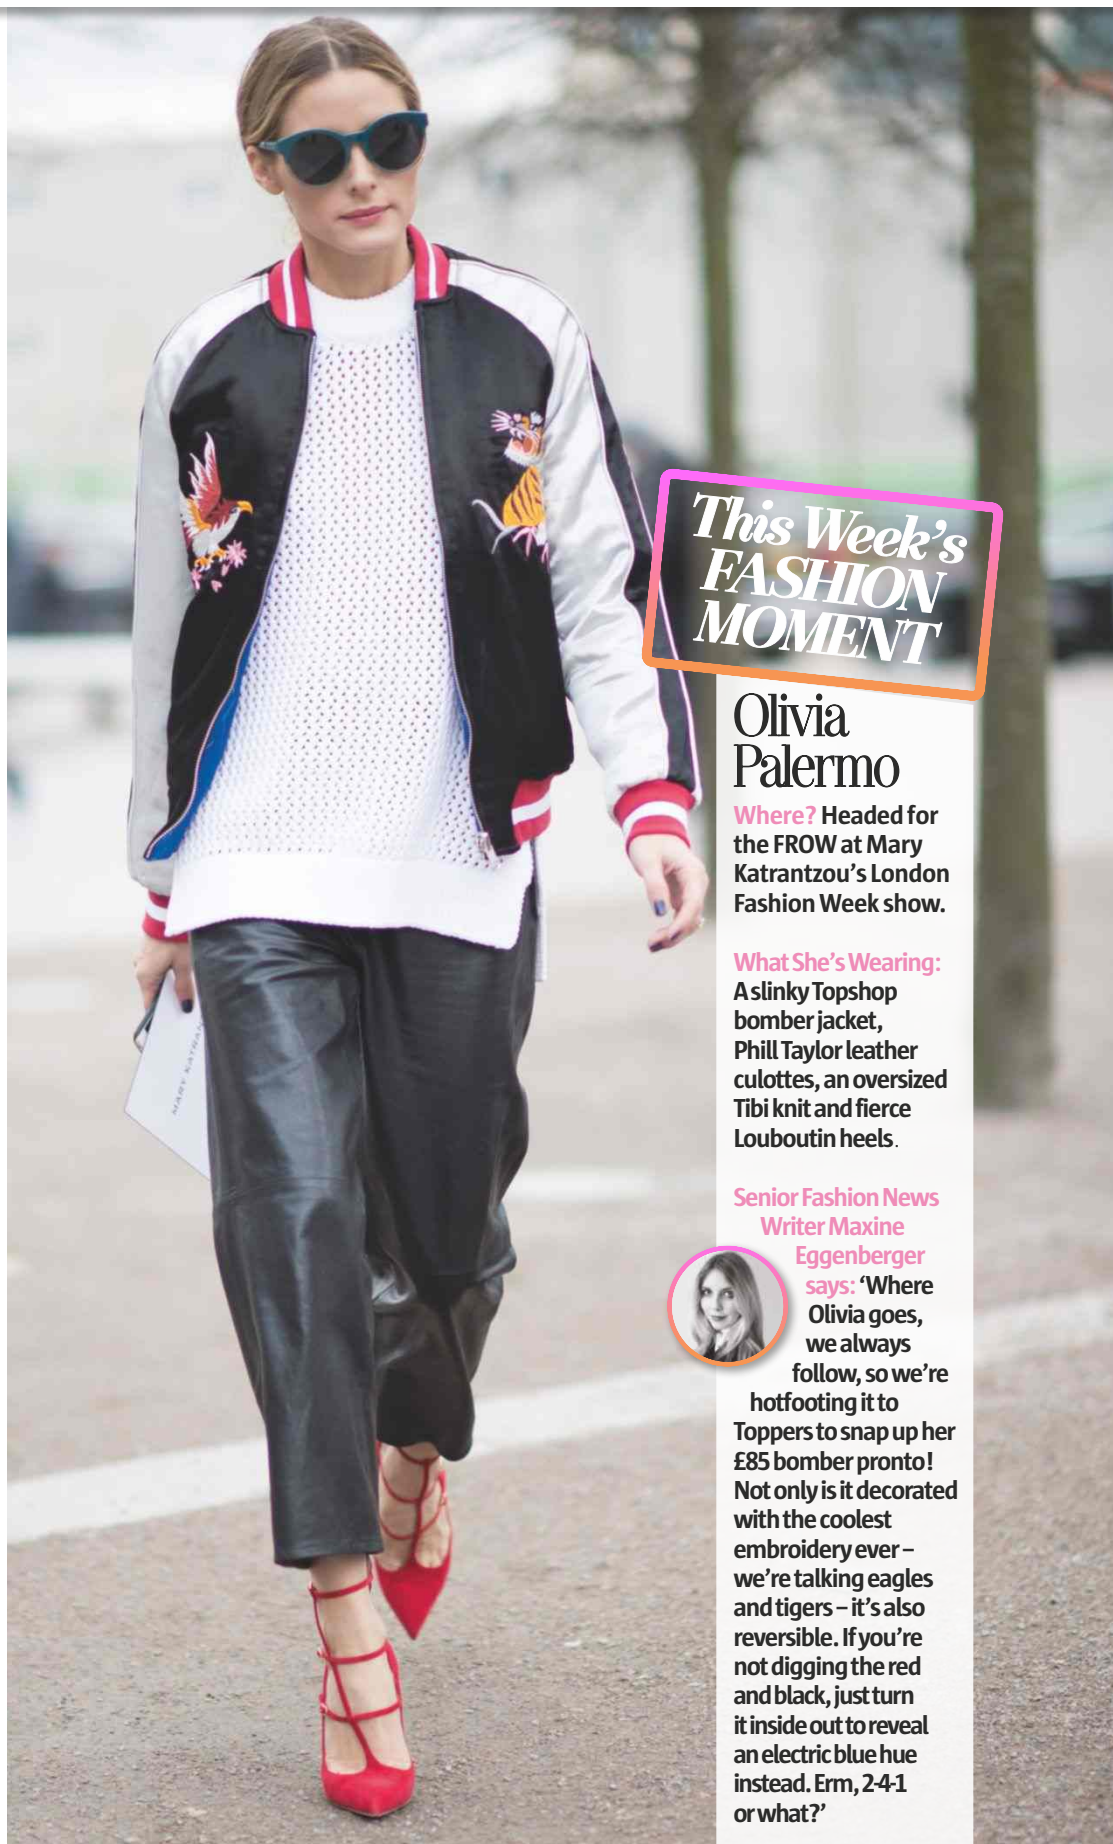 This Week's
FASHION
MOMENT
Olivia
Palermo
Where? Headed for
the FROW at Mary
Katrantzou's London
Fashion Week show.
What She's Wearing:
A slinky Topshop
bomber jacket,
Phill Taylor leather
culottes, an oversized
Tibi knit and fierce
Louboutin heels.
Senior Fashion News
Writer Maxine
Eggenberger
says: ‘Where
Olivia goes,
we always
follow, so we're
hotfooting it to
Toppers to snap up her
£85 bomber pronto!
Not only is it decorated
with the coolest
embroidery ever –
we're talking eagles
and tigers – it's also
reversible. If you're
not digging the red
and black, just turn
it inside out to reveal
an electric blue hue
instead. Erm, 2-4-1
or what?’
MARY KATRAN